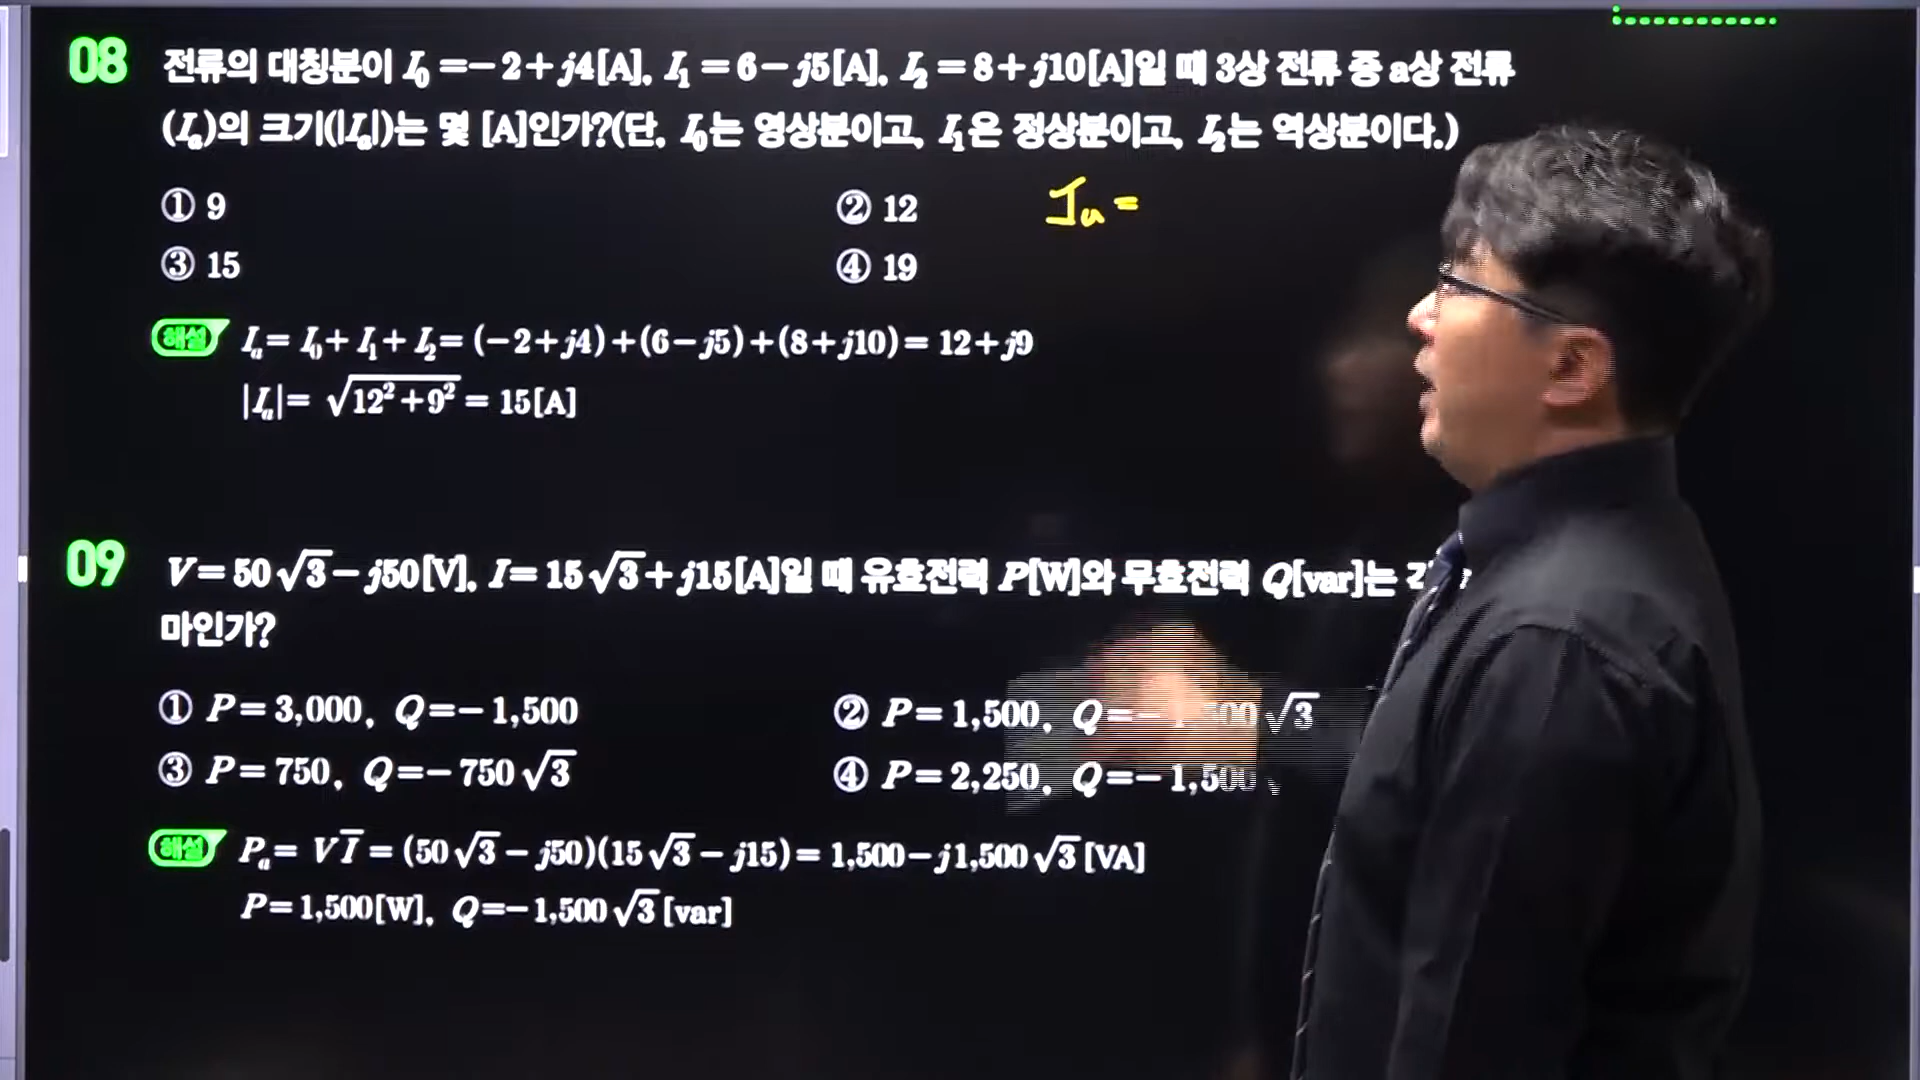 08 전류의 대칭분이 I₀ =−2+j4[A], I₁ =6−j5[A], I₂ =8+j10[A]일 때 3상 전류 중 a상 전류
(Iₐ)의 크기(|Iₐ|)는 몇 [A]인가?(단, I₀는 영상분이고, I₁은 정상분이고, I₂는 역상분이다.)
① 9 ② 12
Iₐ =
③ 15 ④ 19
해설 Iₐ= I₀+ I₁+ I₂= (−2+j4)+(6−j5)+(8+j10)= 12+j9
|Iₐ|= √(12²+9²) = 15[A]
09 V= 50√3−j50[V], I= 15√3+j15[A]일 때 유효전력 P[W]와 무효전력 Q[var]는
마인가?
① P= 3,000, Q=−1,500 ② P= 1,500, Q=−1,500√3
③ P= 750, Q=−750√3 ④ P= 2,250, Q=−1,500
해설 Pₐ= VI̅ = (50√3−j50)(15√3−j15)= 1,500−j1,500√3[VA]
P= 1,500[W], Q=−1,500√3[var]